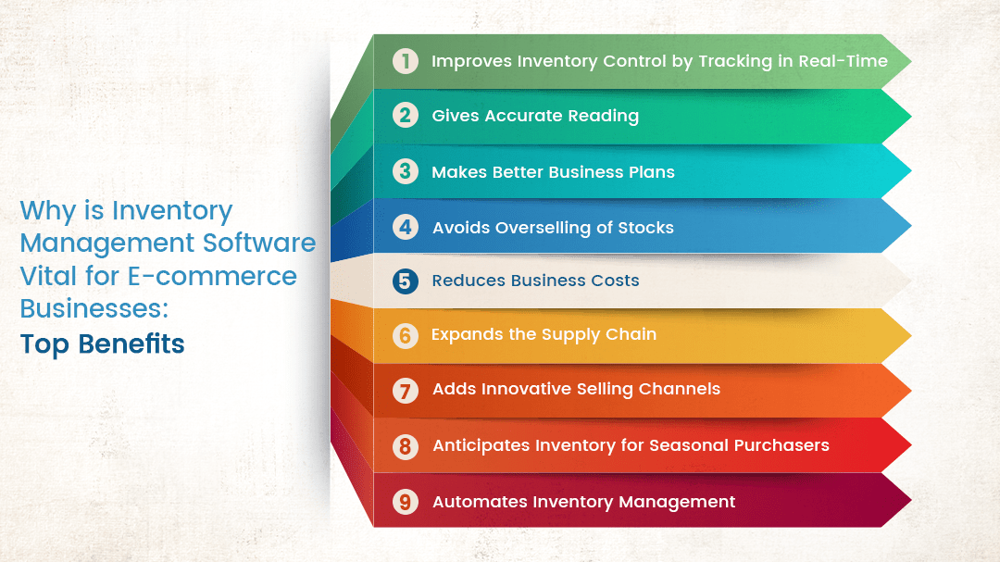 Why is Inventory
Management Software
Vital for E-commerce
Businesses:
Top Benefits
1 Improves Inventory Control by Tracking in Real-Time
2 Gives Accurate Reading
3 Makes Better Business Plans
4 Avoids Overselling of Stocks
5 Reduces Business Costs
6 Expands the Supply Chain
7 Adds Innovative Selling Channels
8 Anticipates Inventory for Seasonal Purchasers
9 Automates Inventory Management